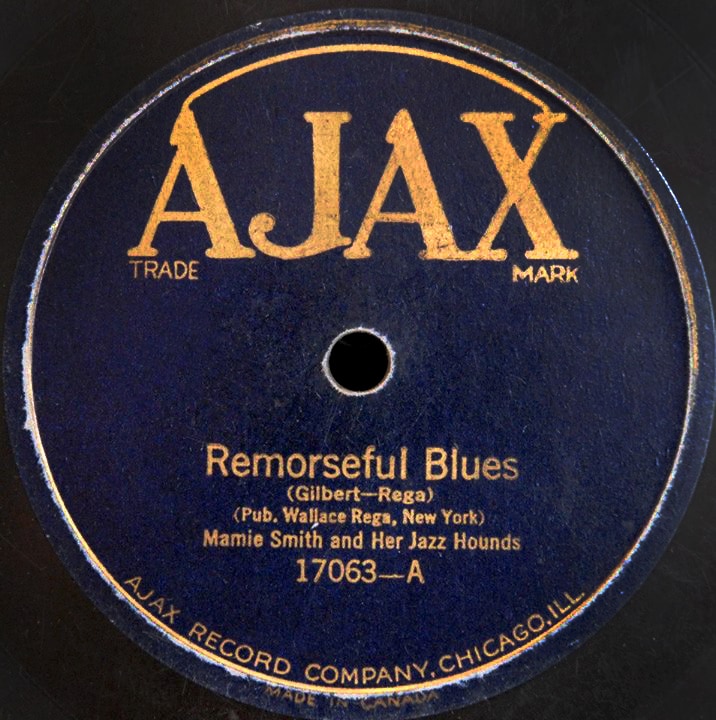 AJAX
TRADE MARK
Remorseful Blues
(Gilbert—Rega)
(Pub. Wallace Rega, New York)
Mamie Smith and Her Jazz Hounds
17063—A
AJAX RECORD COMPANY, CHICAGO, ILL.
MADE IN CANADA